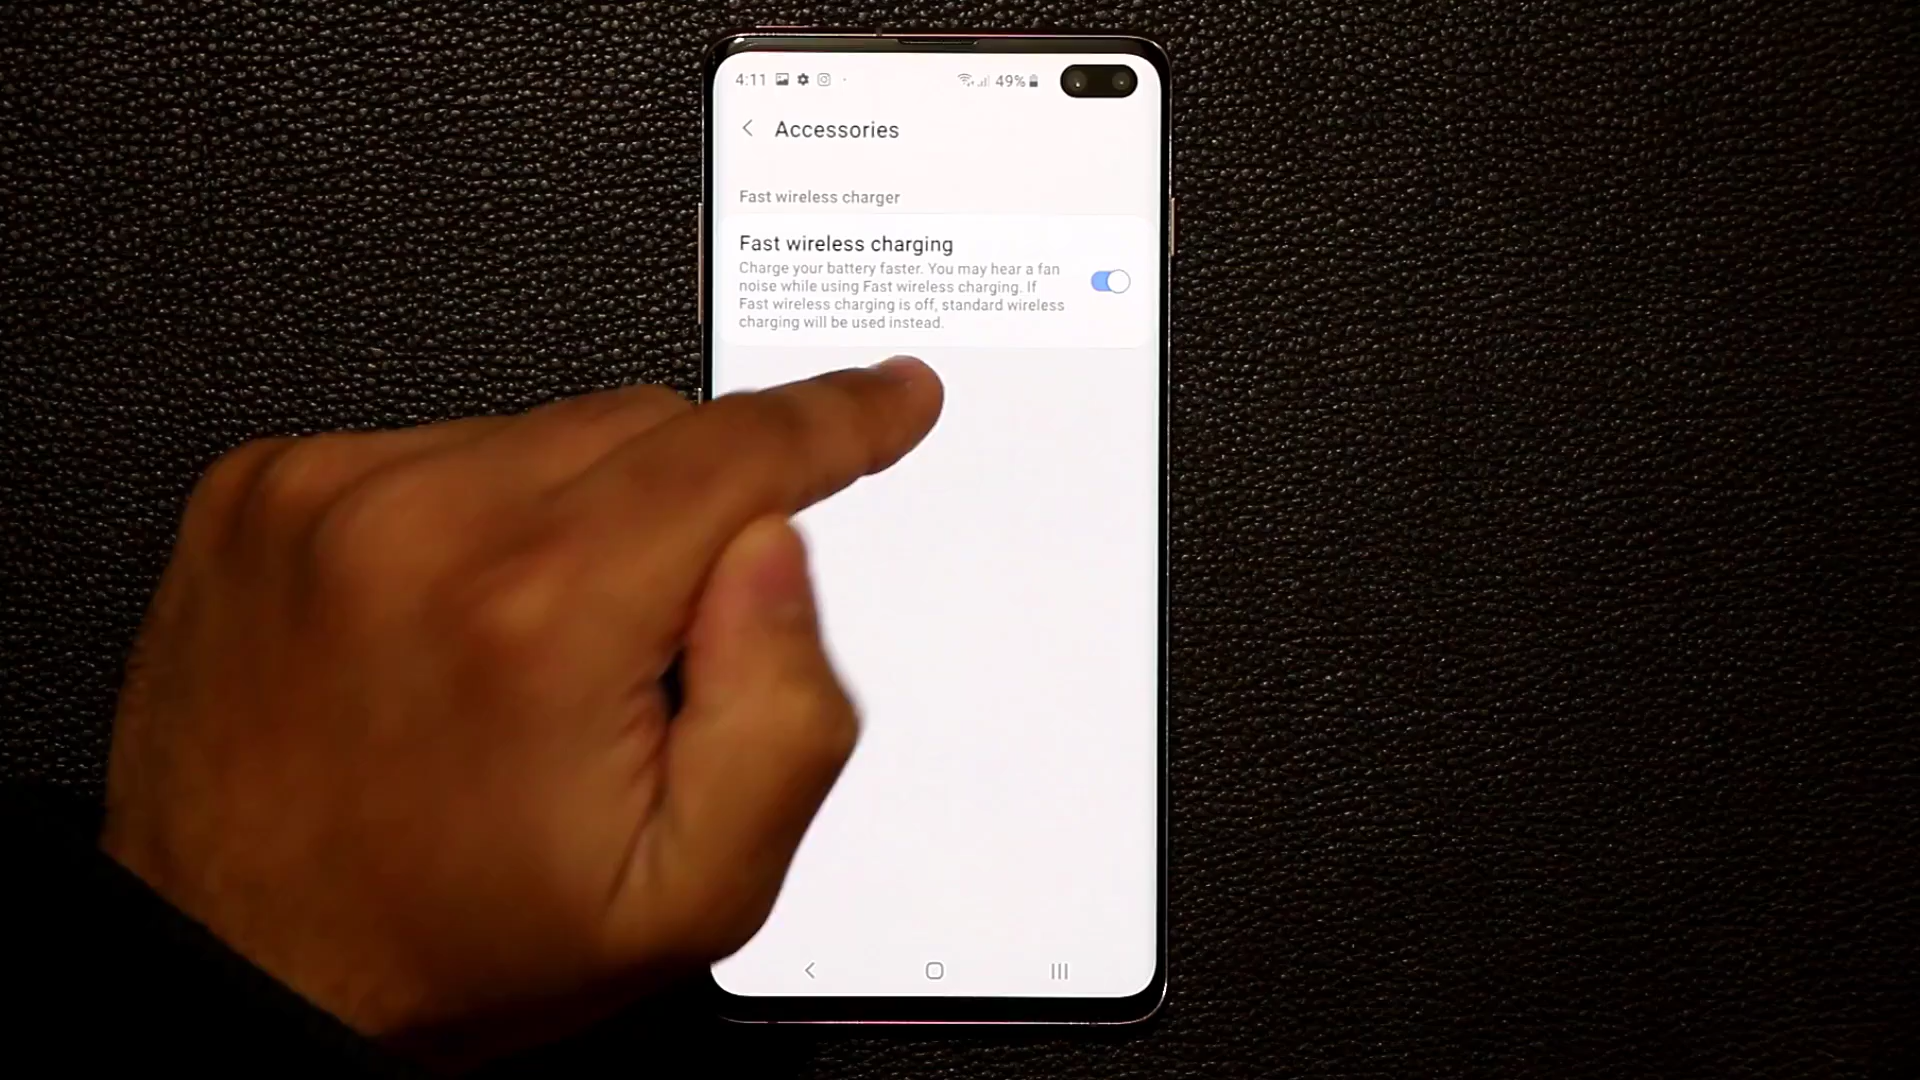 4:11 49%
Accessories
Fast wireless charger
Fast wireless charging
Charge your battery faster. You may hear a fan
noise while using Fast wireless charging. If
Fast wireless charging is off, standard wireless
charging will be used instead.